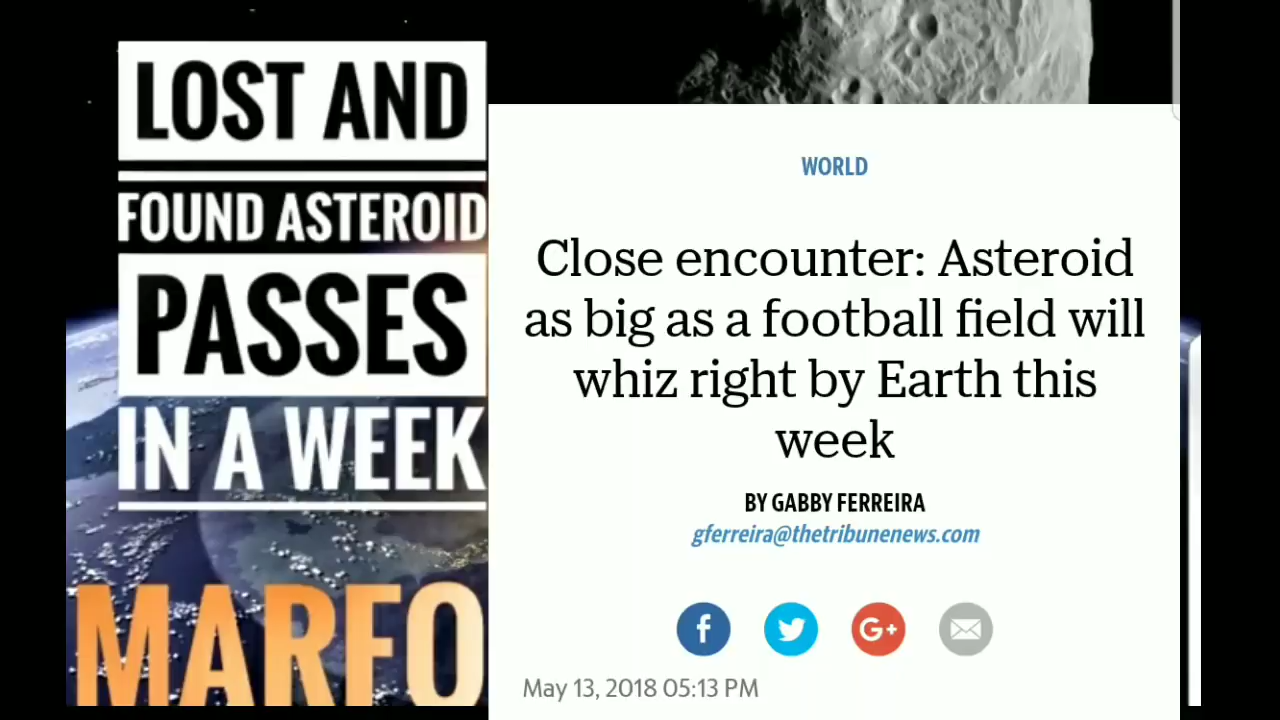 LOST AND
FOUND ASTEROID
PASSES
IN A WEEK
MARFO
WORLD
Close encounter: Asteroid
as big as a football field will
whiz right by Earth this
week
BY GABBY FERREIRA
gferreira@thetribunenews.com
f
G+
May 13, 2018 05:13 PM